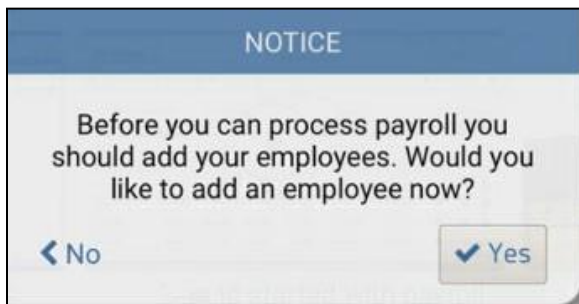 NOTICE
Before you can process payroll you
should add your employees. Would you
like to add an employee now?
No
Yes